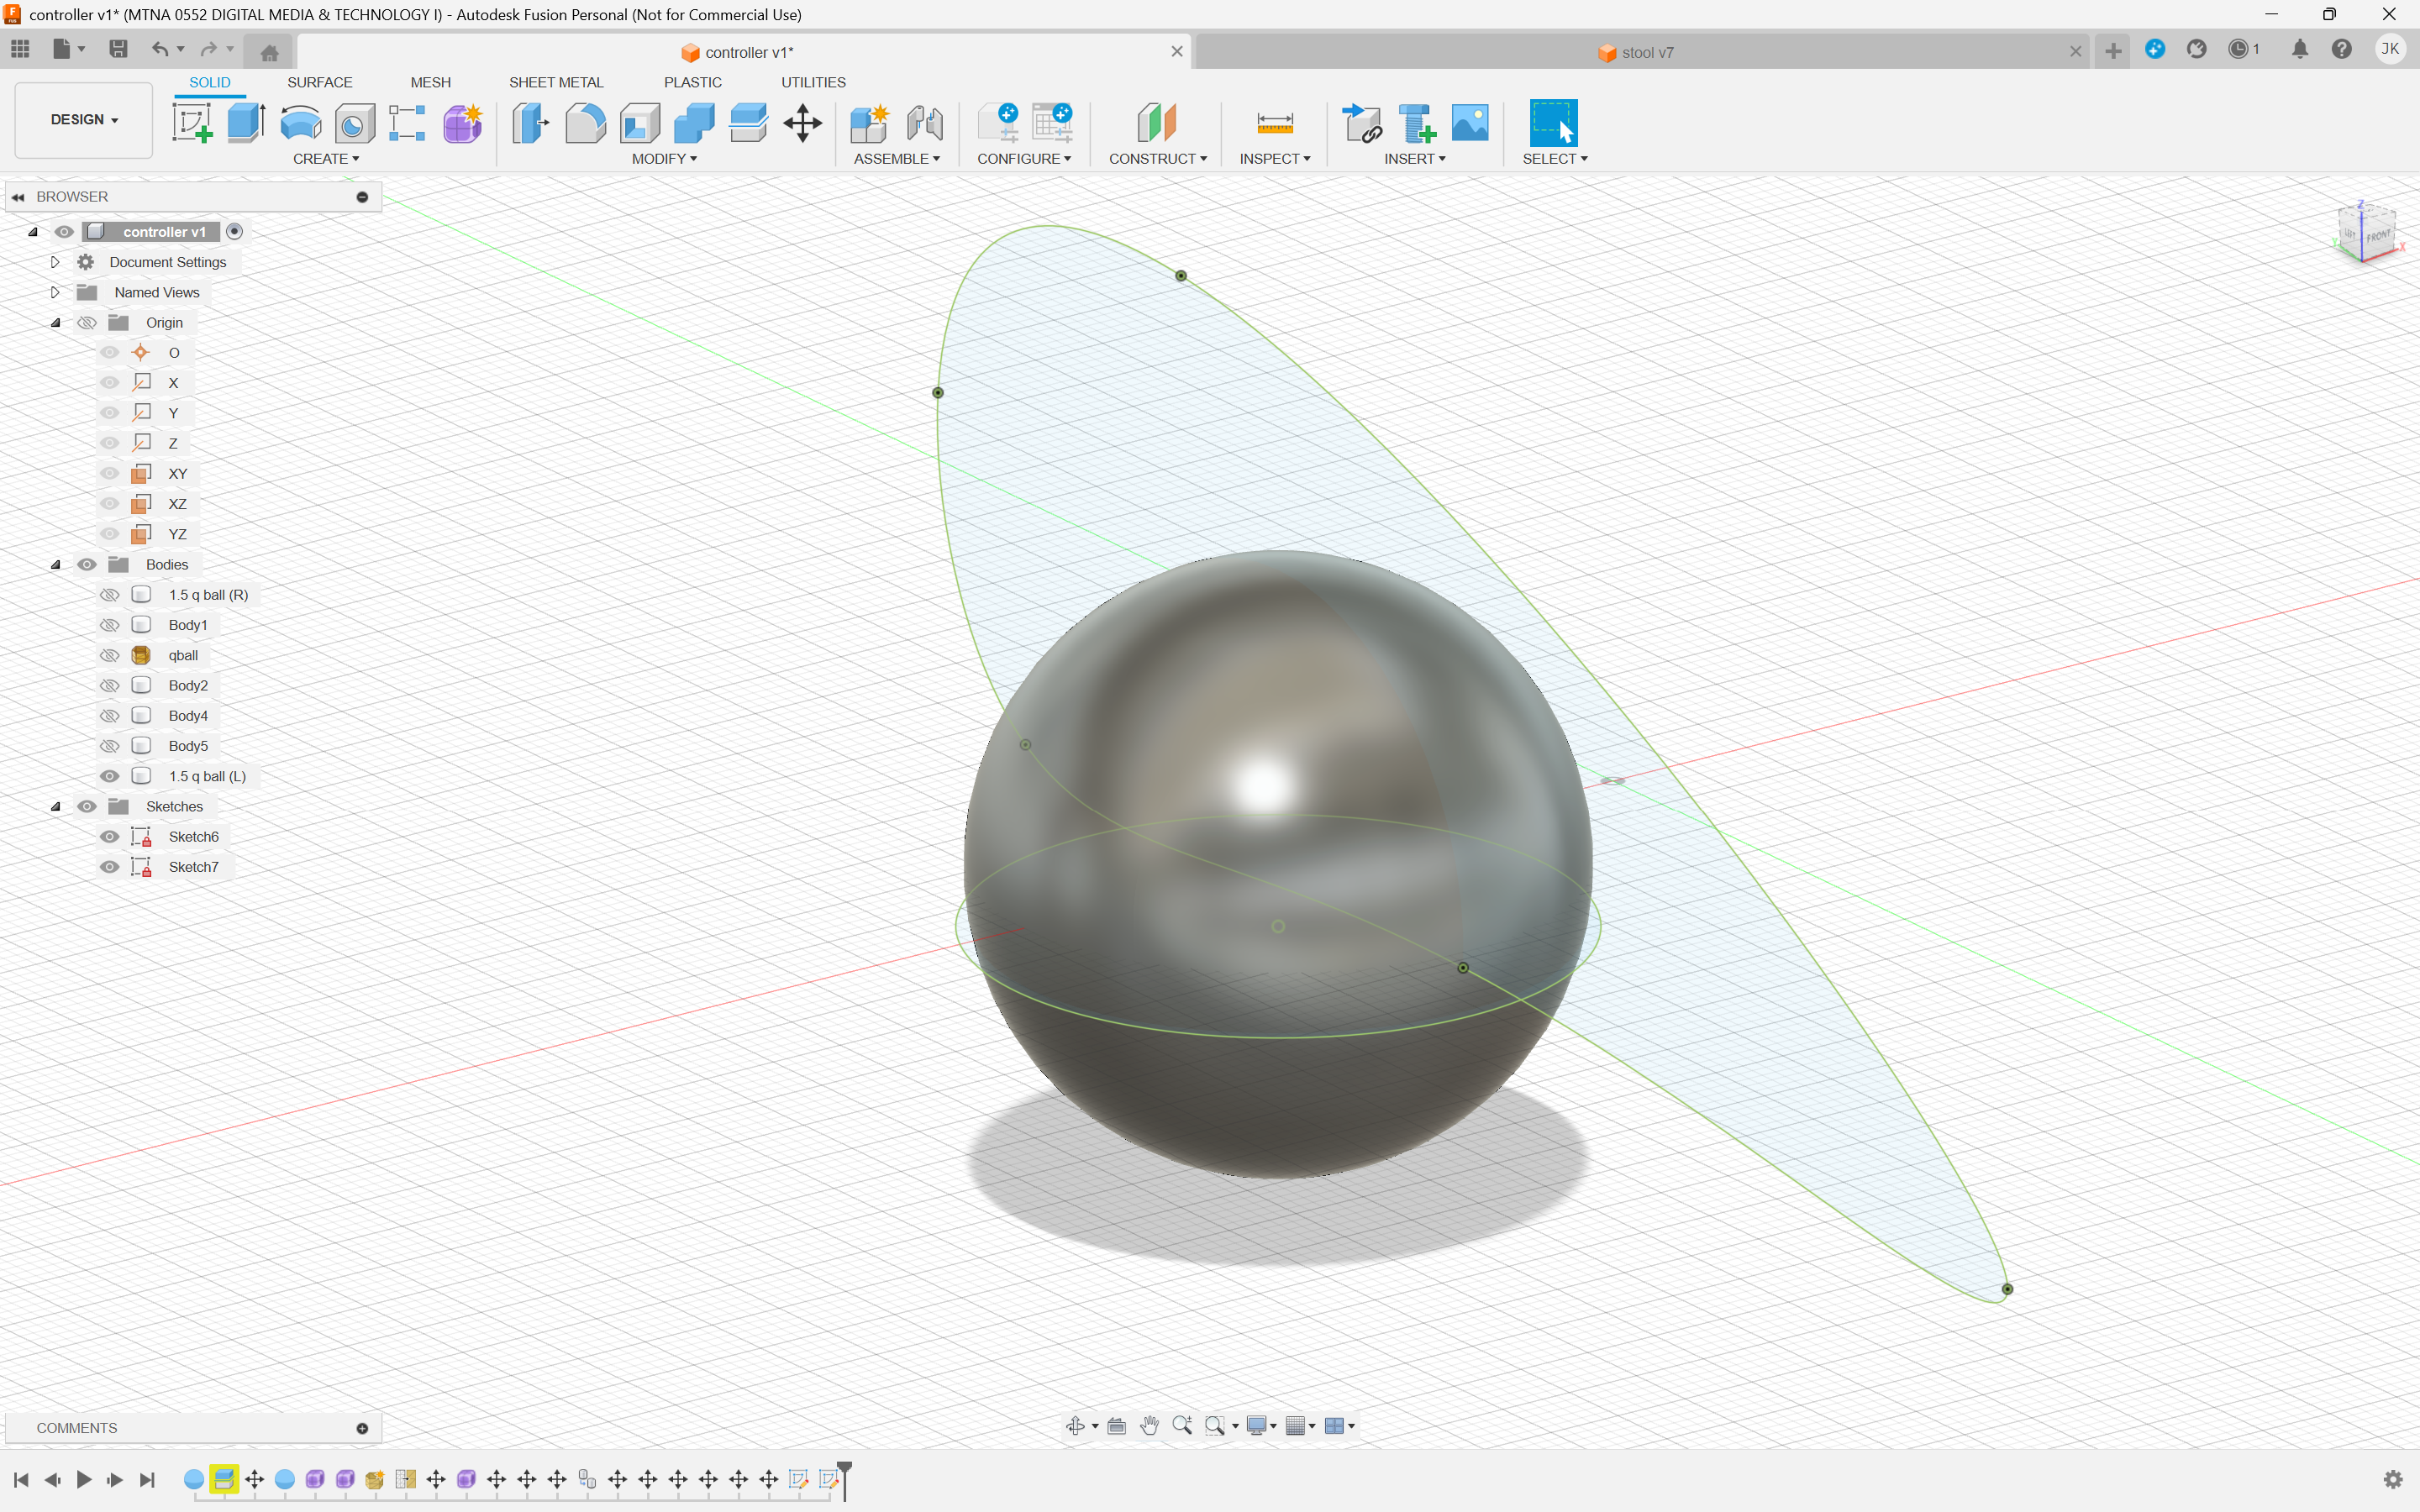 controller v1* (MTNA 0552 DIGITAL MEDIA & TECHNOLOGY I) - Autodesk Fusion Personal (Not for Commercial Use)
controller v1*
stool v7
1
JK
SOLID
SURFACE
MESH
SHEET METAL
PLASTIC
UTILITIES
DESIGN
CREATE
MODIFY
ASSEMBLE
CONFIGURE
CONSTRUCT
INSPECT
INSERT
SELECT
BROWSER
controller v1
Document Settings
Named Views
Origin
O
X
Y
Z
XY
XZ
YZ
Bodies
1.5 q ball (R)
Body1
qball
Body2
Body4
Body5
1.5 q ball (L)
Sketches
Sketch6
Sketch7
Z
LEFT
FRONT
Y
X
COMMENTS